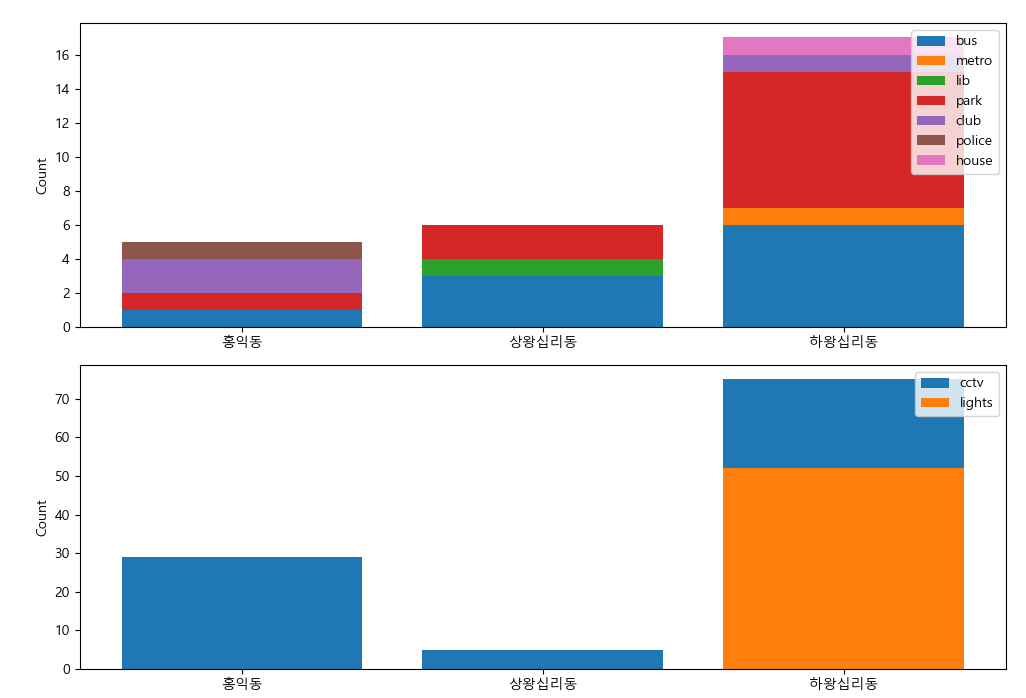 16
14
12
10
8
6
4
2
0
Count
bus
metro
lib
park
club
police
house
홍익동
상왕십리동
하왕십리동
70
60
50
40
30
20
10
0
Count
cctv
lights
홍익동
상왕십리동
하왕십리동